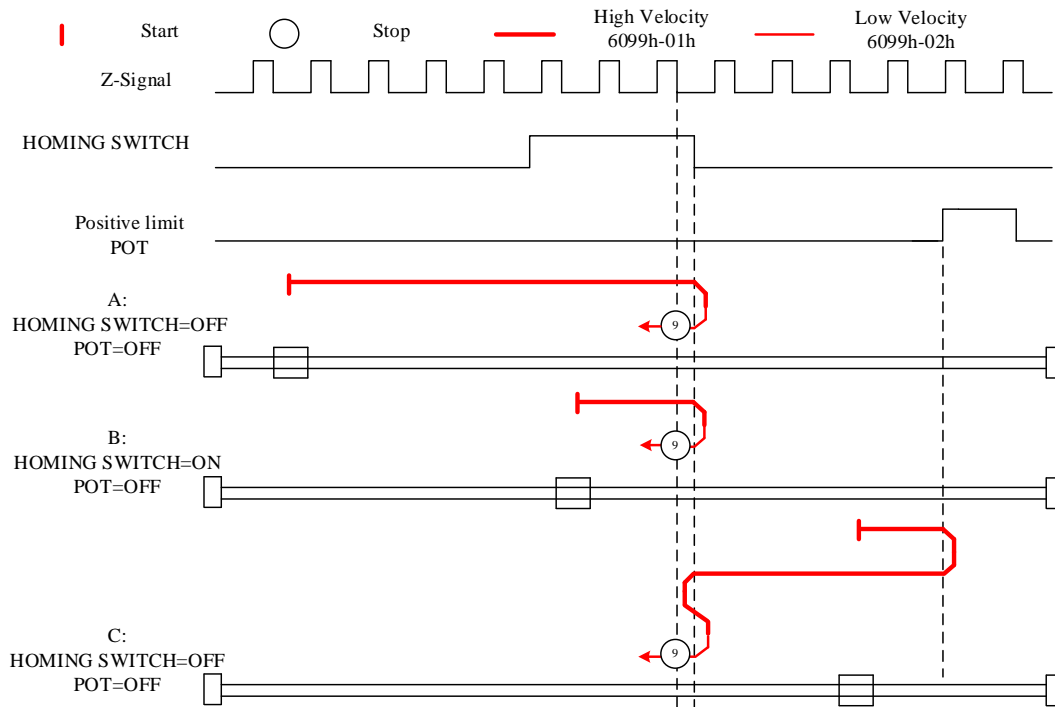 Start
Stop
High Velocity
6099h-01h
Low Velocity
6099h-02h
Z-Signal
HOMING SWITCH
Positive limit
POT
A:
HOMING SWITCH=OFF
POT=OFF
9
B:
HOMING SWITCH=ON
POT=OFF
9
C:
HOMING SWITCH=OFF
POT=OFF
9